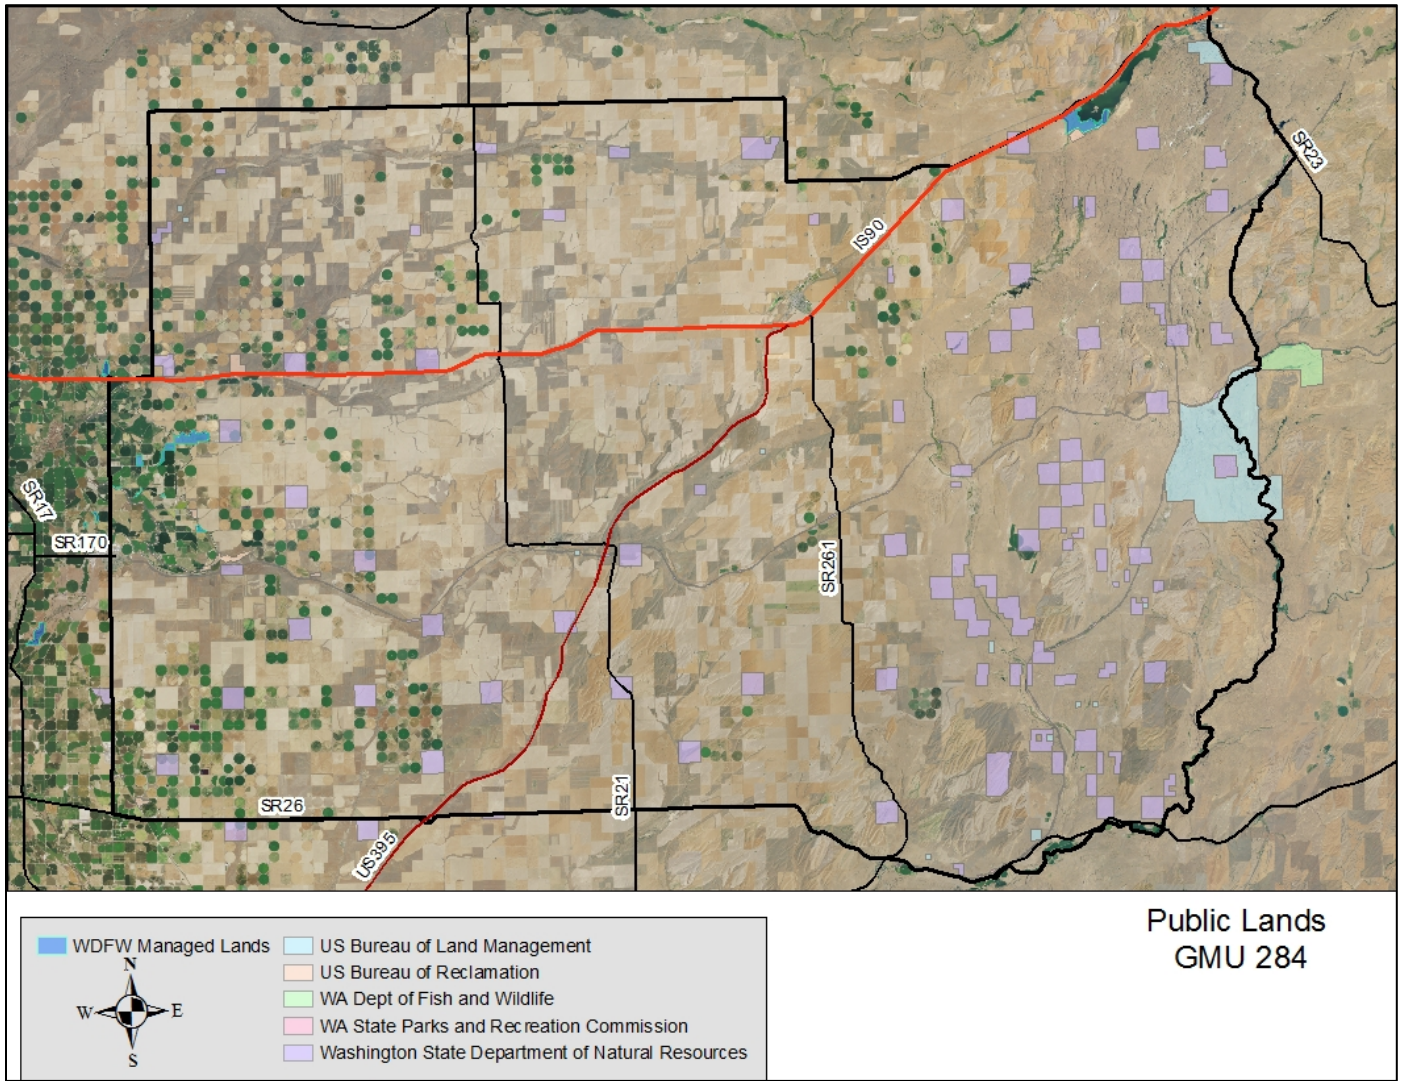 SR23
IS90
SR17
SR170
SR261
SR26
SR21
US395
Public Lands
GMU 284
WDFW Managed Lands
US Bureau of Land Management
US Bureau of Reclamation
WA Dept of Fish and Wildlife
WA State Parks and Recreation Commission
Washington State Department of Natural Resources
N
W
E
S